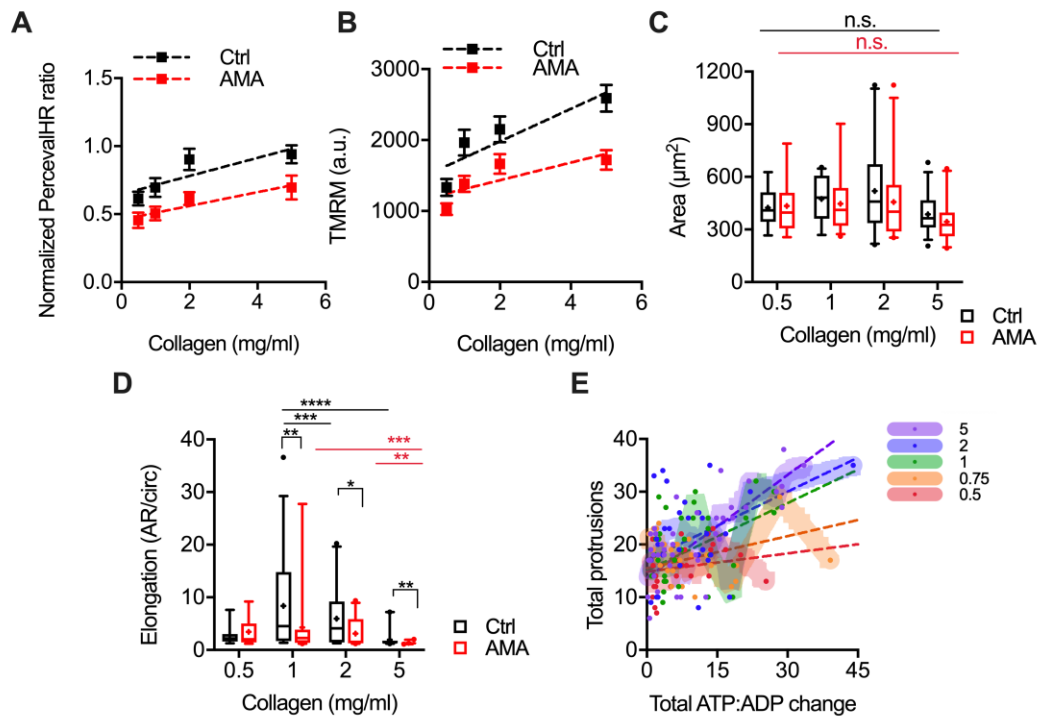 A
Ctrl
AMA
Normalized PercevalHR ratio
1.5
1.0
0.5
0.0
0 2 4 6
Collagen (mg/ml)
B
Ctrl
AMA
TMRM (a.u.)
3000
2000
1000
0
0 2 4 6
Collagen (mg/ml)
C
n.s.
n.s.
Area (µm²)
1200
900
600
300
0
0.5 1 2 5
Collagen (mg/ml)
Ctrl
AMA
D
****
***
**
***
**
*
**
Elongation (AR/circ)
40
30
20
10
0
0.5 1 2 5
Collagen (mg/ml)
Ctrl
AMA
E
Total protrusions
40
30
20
10
0
0 15 30 45
Total ATP:ADP change
5
2
1
0.75
0.5